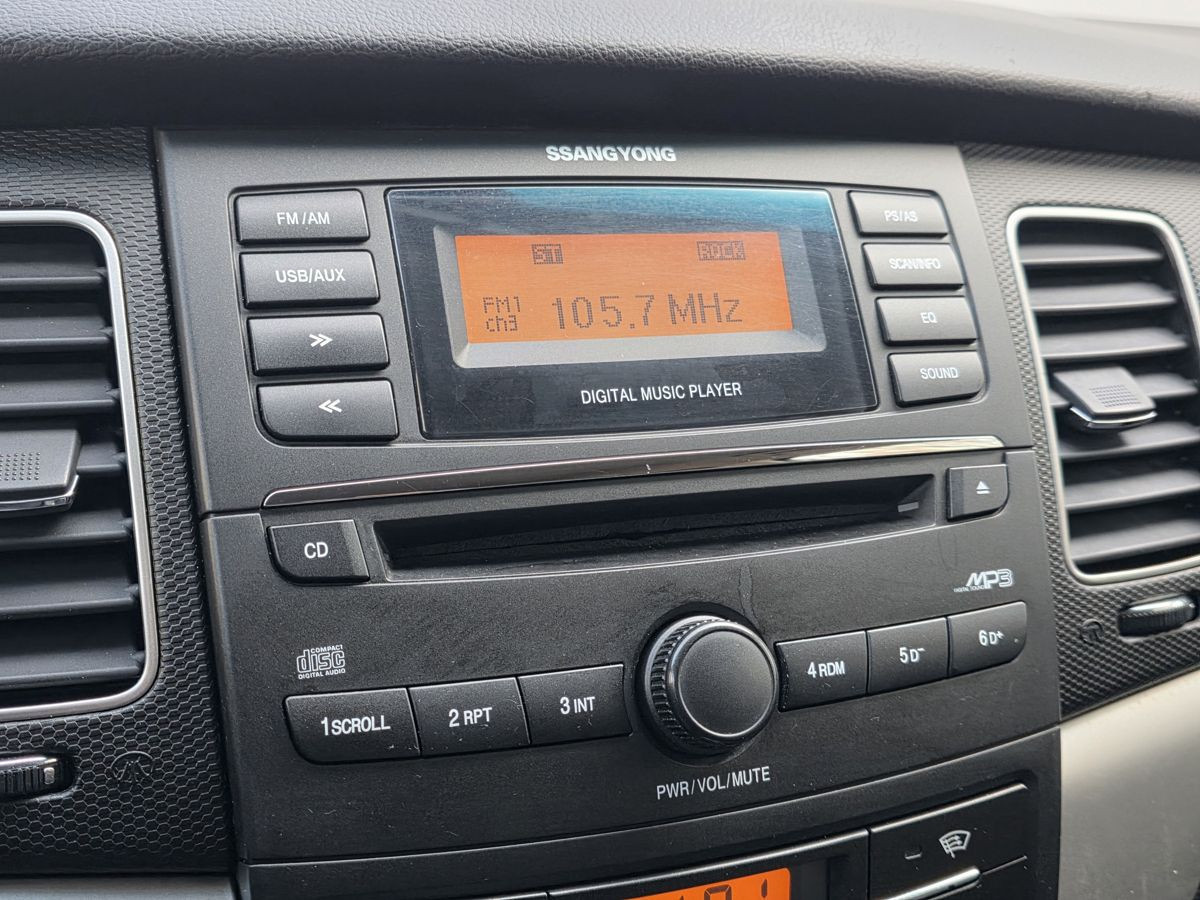 SSANGYONG
FM/AM
USB/AUX
ST ROCK
FM1
ch3
105.7 MHz
DIGITAL MUSIC PLAYER
PS/AS
SCAN/INFO
EQ
SOUND
CD
MP3
DIGITAL SOUND
COMPACT
disc
DIGITAL AUDIO
1 SCROLL
2 RPT
3 INT
4 RDM
5 D-
6 D+
PWR/VOL/MUTE